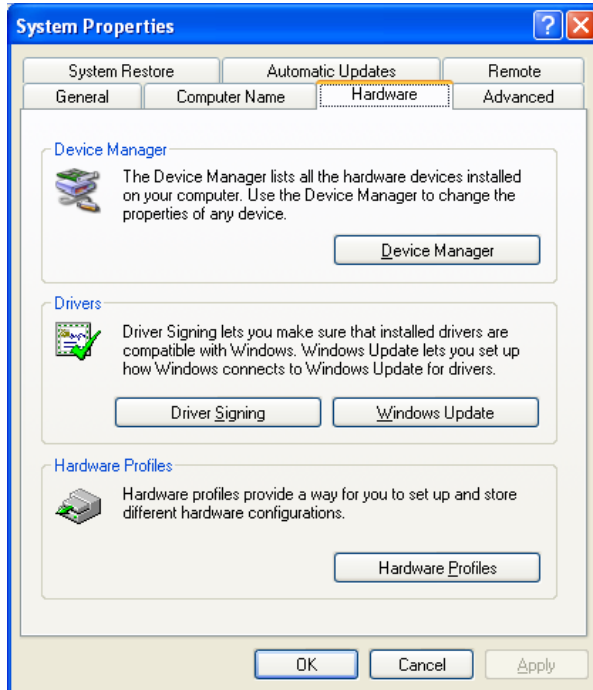 System Properties
System Restore Automatic Updates Remote
General Computer Name Hardware Advanced
Device Manager
The Device Manager lists all the hardware devices installed
on your computer. Use the Device Manager to change the
properties of any device.
Device Manager
Drivers
Driver Signing lets you make sure that installed drivers are
compatible with Windows. Windows Update lets you set up
how Windows connects to Windows Update for drivers.
Driver Signing Windows Update
Hardware Profiles
Hardware profiles provide a way for you to set up and store
different hardware configurations.
Hardware Profiles
OK Cancel Apply